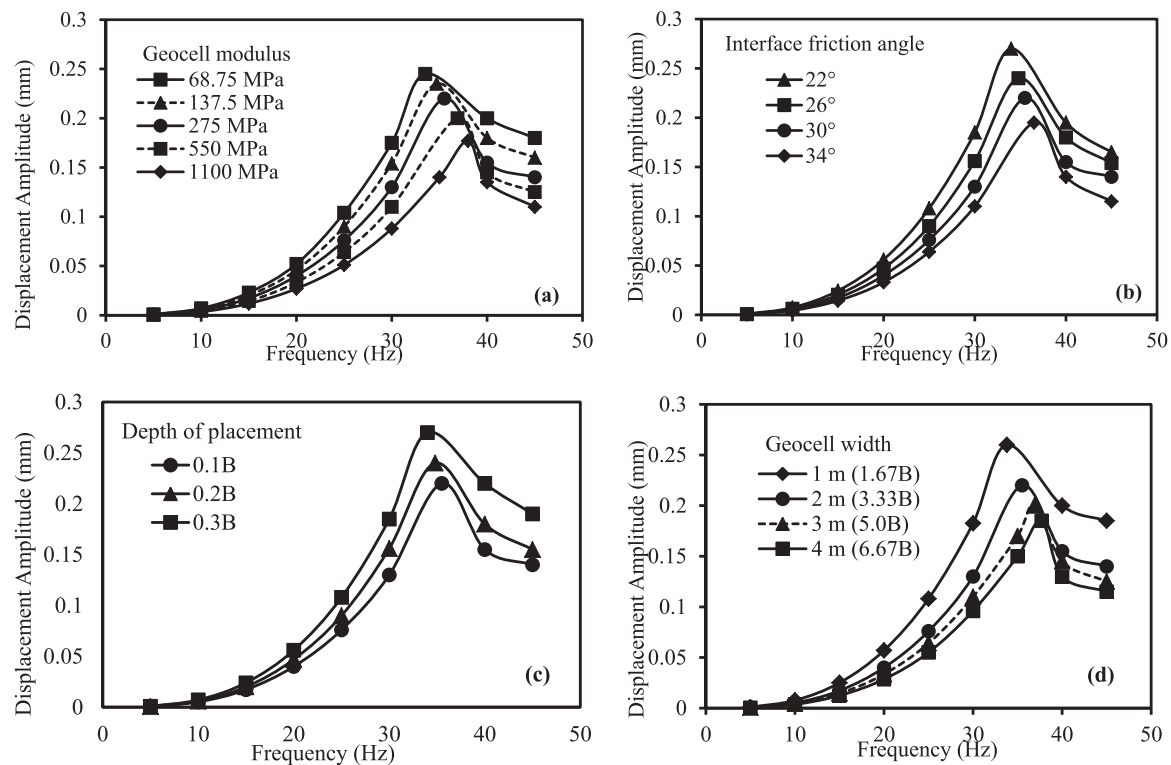 0.3
0.25
0.2
0.15
0.1
0.05
0
Displacement Amplitude (mm)
Geocell modulus
68.75 MPa
137.5 MPa
275 MPa
550 MPa
1100 MPa
(a)
0 10 20 30 40 50
Frequency (Hz)
0.3
0.25
0.2
0.15
0.1
0.05
0
Displacement Amplitude (mm)
Interface friction angle
22°
26°
30°
34°
(b)
0 10 20 30 40 50
Frequency (Hz)
0.3
0.25
0.2
0.15
0.1
0.05
0
Displacement Amplitude (mm)
Depth of placement
0.1B
0.2B
0.3B
(c)
0 10 20 30 40 50
Frequency (Hz)
0.3
0.25
0.2
0.15
0.1
0.05
0
Displacement Amplitude (mm)
Geocell width
1 m (1.67B)
2 m (3.33B)
3 m (5.0B)
4 m (6.67B)
(d)
0 10 20 30 40 50
Frequency (Hz)